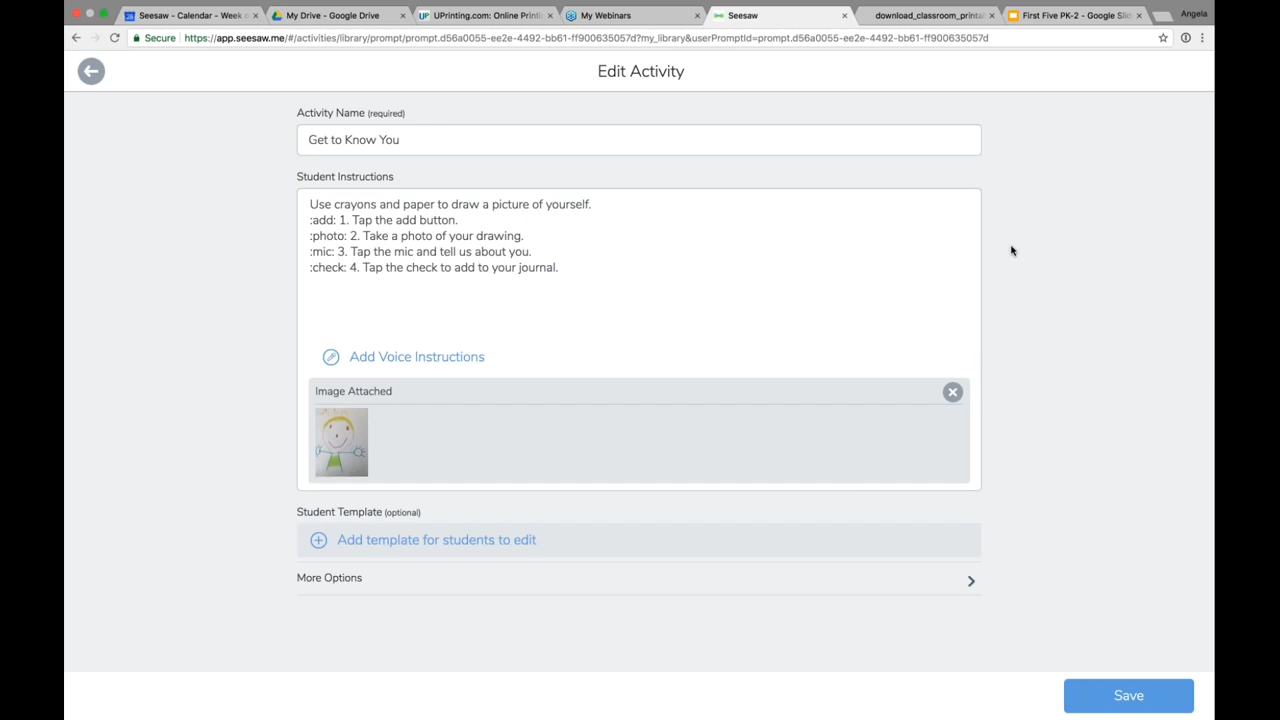 Seesaw - Calendar - Week o
My Drive - Google Drive
UPrinting.com: Online Printin
My Webinars
Seesaw
download_classroom_printa
First Five PK-2 - Google Slid
Angela
Secure
https://app.seesaw.me/#/activities/library/prompt/prompt.d56a0055-ee2e-4492-bb61-ff900635057d?my_library&userPromptId=prompt.d56a0055-ee2e-4492-bb61-ff900635057d
Edit Activity
Activity Name (required)
Get to Know You
Student Instructions
Use crayons and paper to draw a picture of yourself.
:add: 1. Tap the add button.
:photo: 2. Take a photo of your drawing.
:mic: 3. Tap the mic and tell us about you.
:check: 4. Tap the check to add to your journal.
Add Voice Instructions
Image Attached
Student Template (optional)
Add template for students to edit
More Options
Save